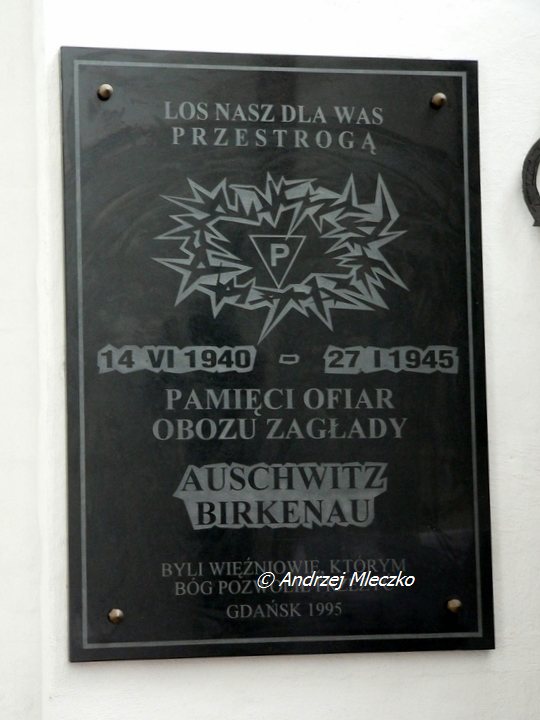 LOS NASZ DLA WAS
PRZESTROGĄ
P
14 VI 1940 - 27 I 1945
PAMIĘCI OFIAR
OBOZU ZAGŁADY
AUSCHWITZ
BIRKENAU
BYLI WIĘŹNIOWIE, KTÓRYM
BÓG POZWOLIŁ
© Andrzej Mleczko
GDAŃSK 1995